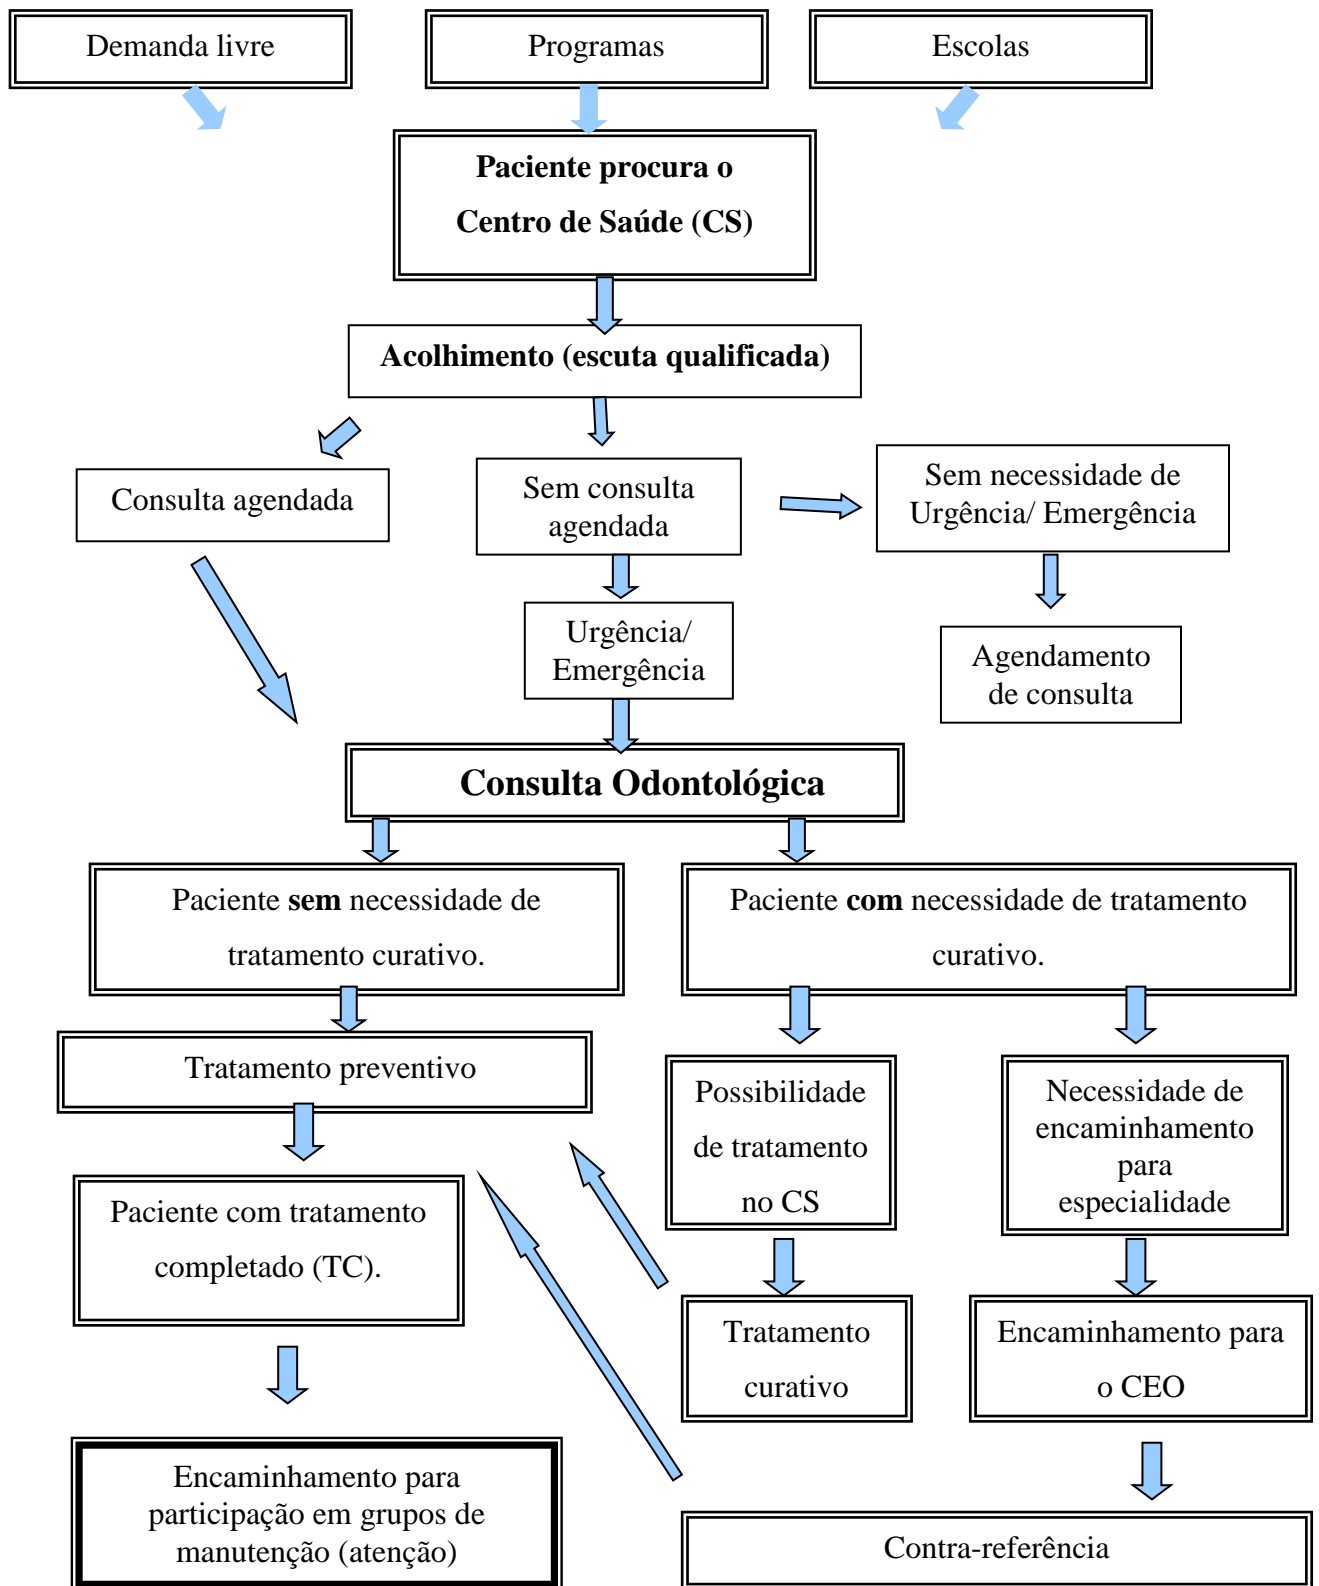 Demanda livre
Programas
Escolas
Paciente procura o
Centro de Saúde (CS)
Acolhimento (escuta qualificada)
Consulta agendada
Sem consulta
agendada
Sem necessidade de
Urgência/ Emergência
Urgência/
Emergência
Agendamento
de consulta
Consulta Odontológica
Paciente sem necessidade de
tratamento curativo.
Paciente com necessidade de tratamento
curativo.
Tratamento preventivo
Possibilidade
de tratamento
no CS
Necessidade de
encaminhamento
para
especialidade
Paciente com tratamento
completado (TC).
Tratamento
curativo
Encaminhamento para
o CEO
Encaminhamento para
participação em grupos de
manutenção (atenção)
Contra-referência